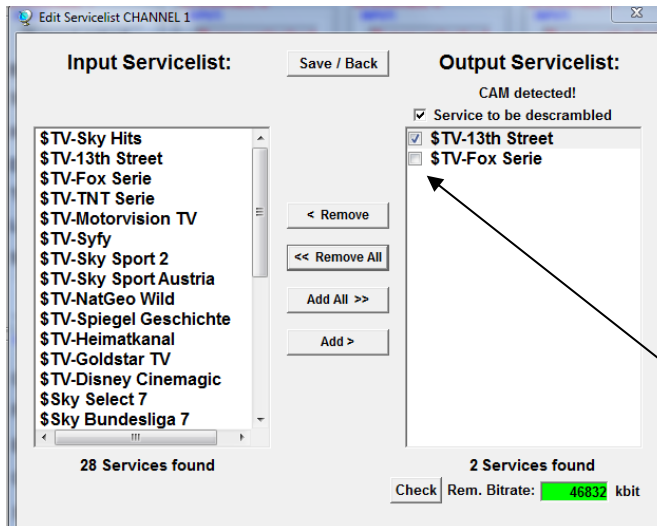 Edit Servicelist CHANNEL 1
Input Servicelist:
Save / Back
Output Servicelist:
CAM detected!
Service to be descrambled
$TV-Sky Hits
$TV-13th Street
$TV-Fox Serie
$TV-TNT Serie
$TV-Motorvision TV
$TV-Syfy
$TV-Sky Sport 2
$TV-Sky Sport Austria
$TV-NatGeo Wild
$TV-Spiegel Geschichte
$TV-Heimatkanal
$TV-Goldstar TV
$TV-Disney Cinemagic
$Sky Select 7
$Sky Bundesliga 7
28 Services found
< Remove
<< Remove All
Add All >>
Add >
$TV-13th Street
$TV-Fox Serie
2 Services found
Check Rem. Bitrate: 46832 kbit